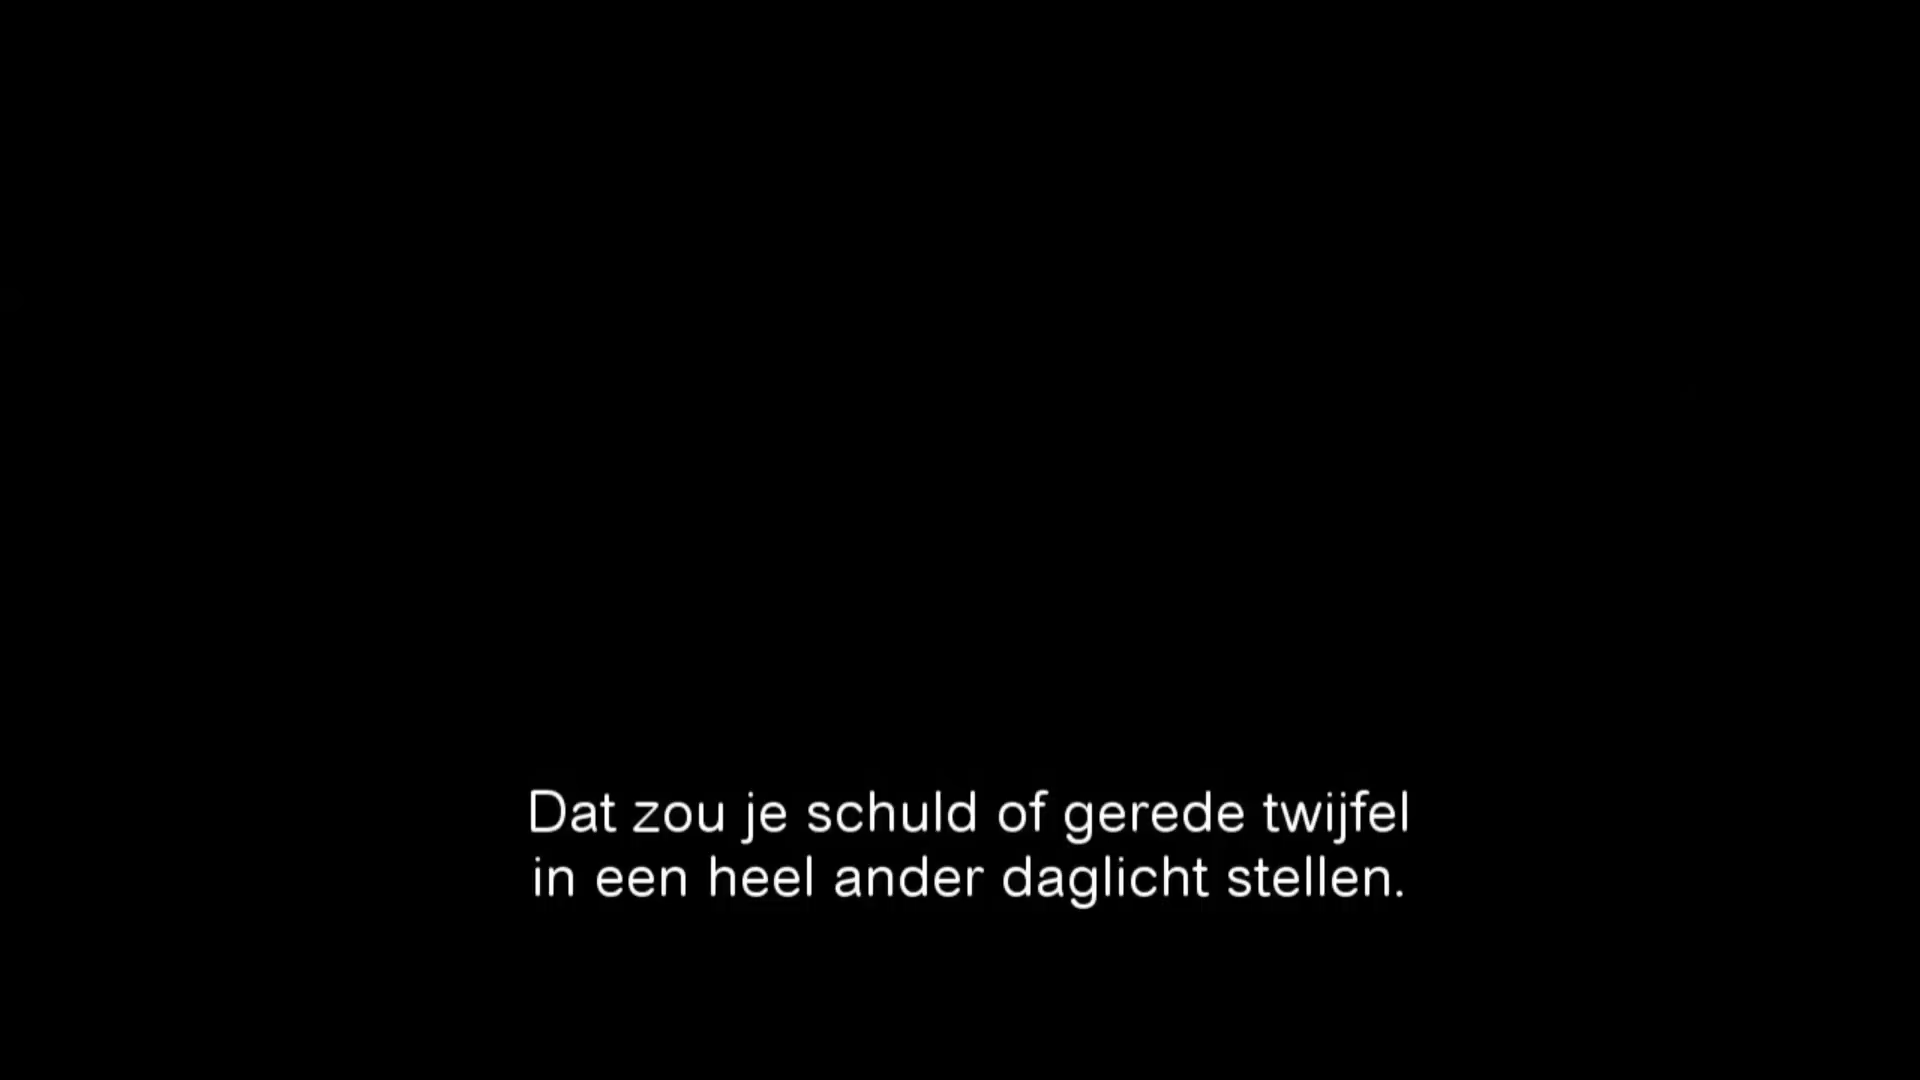 Dat zou je schuld of gerede twijfel
in een heel ander daglicht stellen.